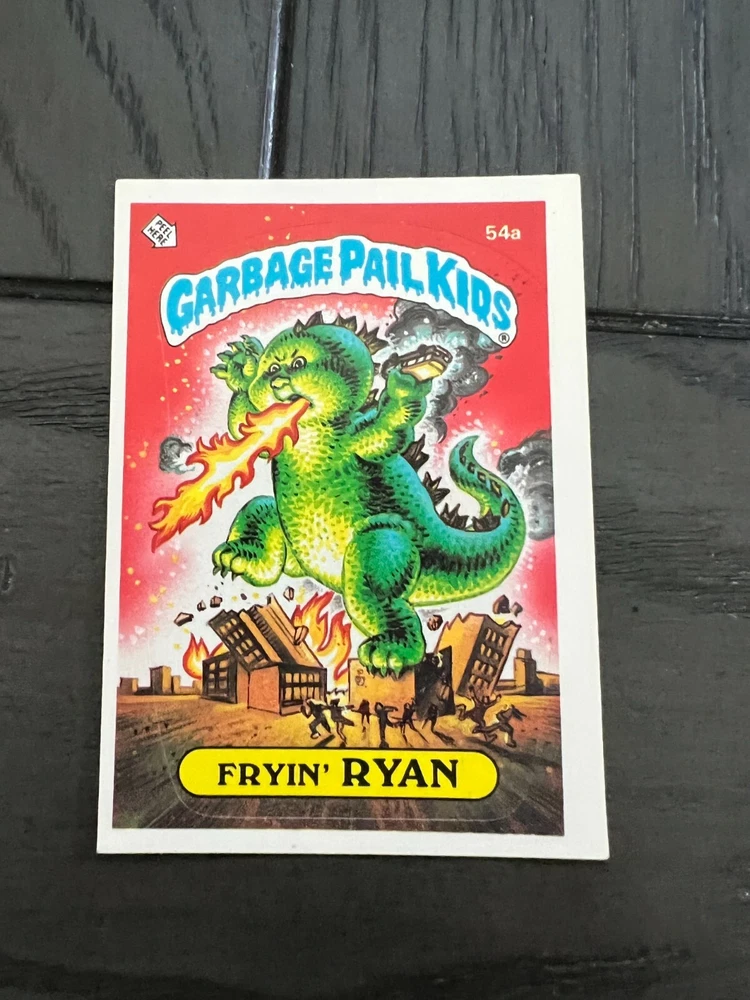 PEEL
HERE
54a
GARBAGE PAIL KIDS
®
FRYIN' RYAN